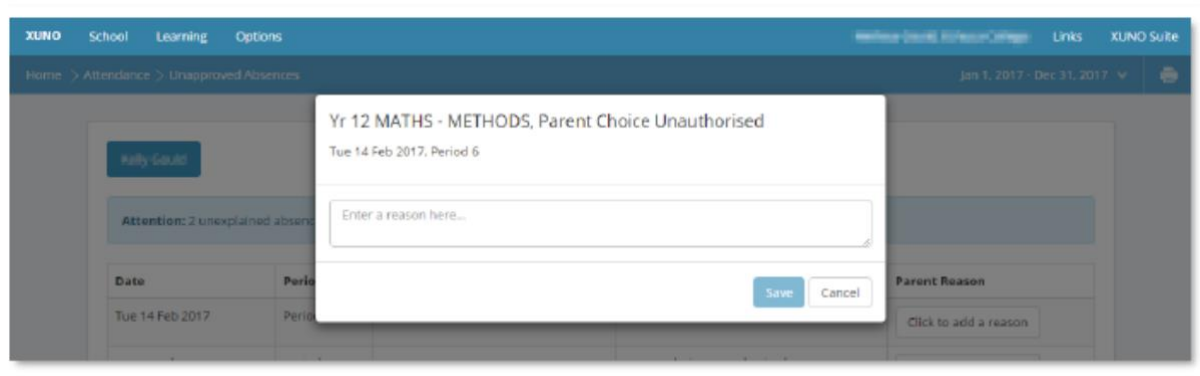 XUNO School Learning Options Links XUNO Suite
Home > Attendance > Unapproved Absences Jan 1, 2017 - Dec 31, 2017
Yr 12 MATHS - METHODS, Parent Choice Unauthorised
Tue 14 Feb 2017, Period 6
Attention: 2 unexplained absenc
Enter a reason here...
Save Cancel
Date Perio Parent Reason
Tue 14 Feb 2017 Perio Click to add a reason